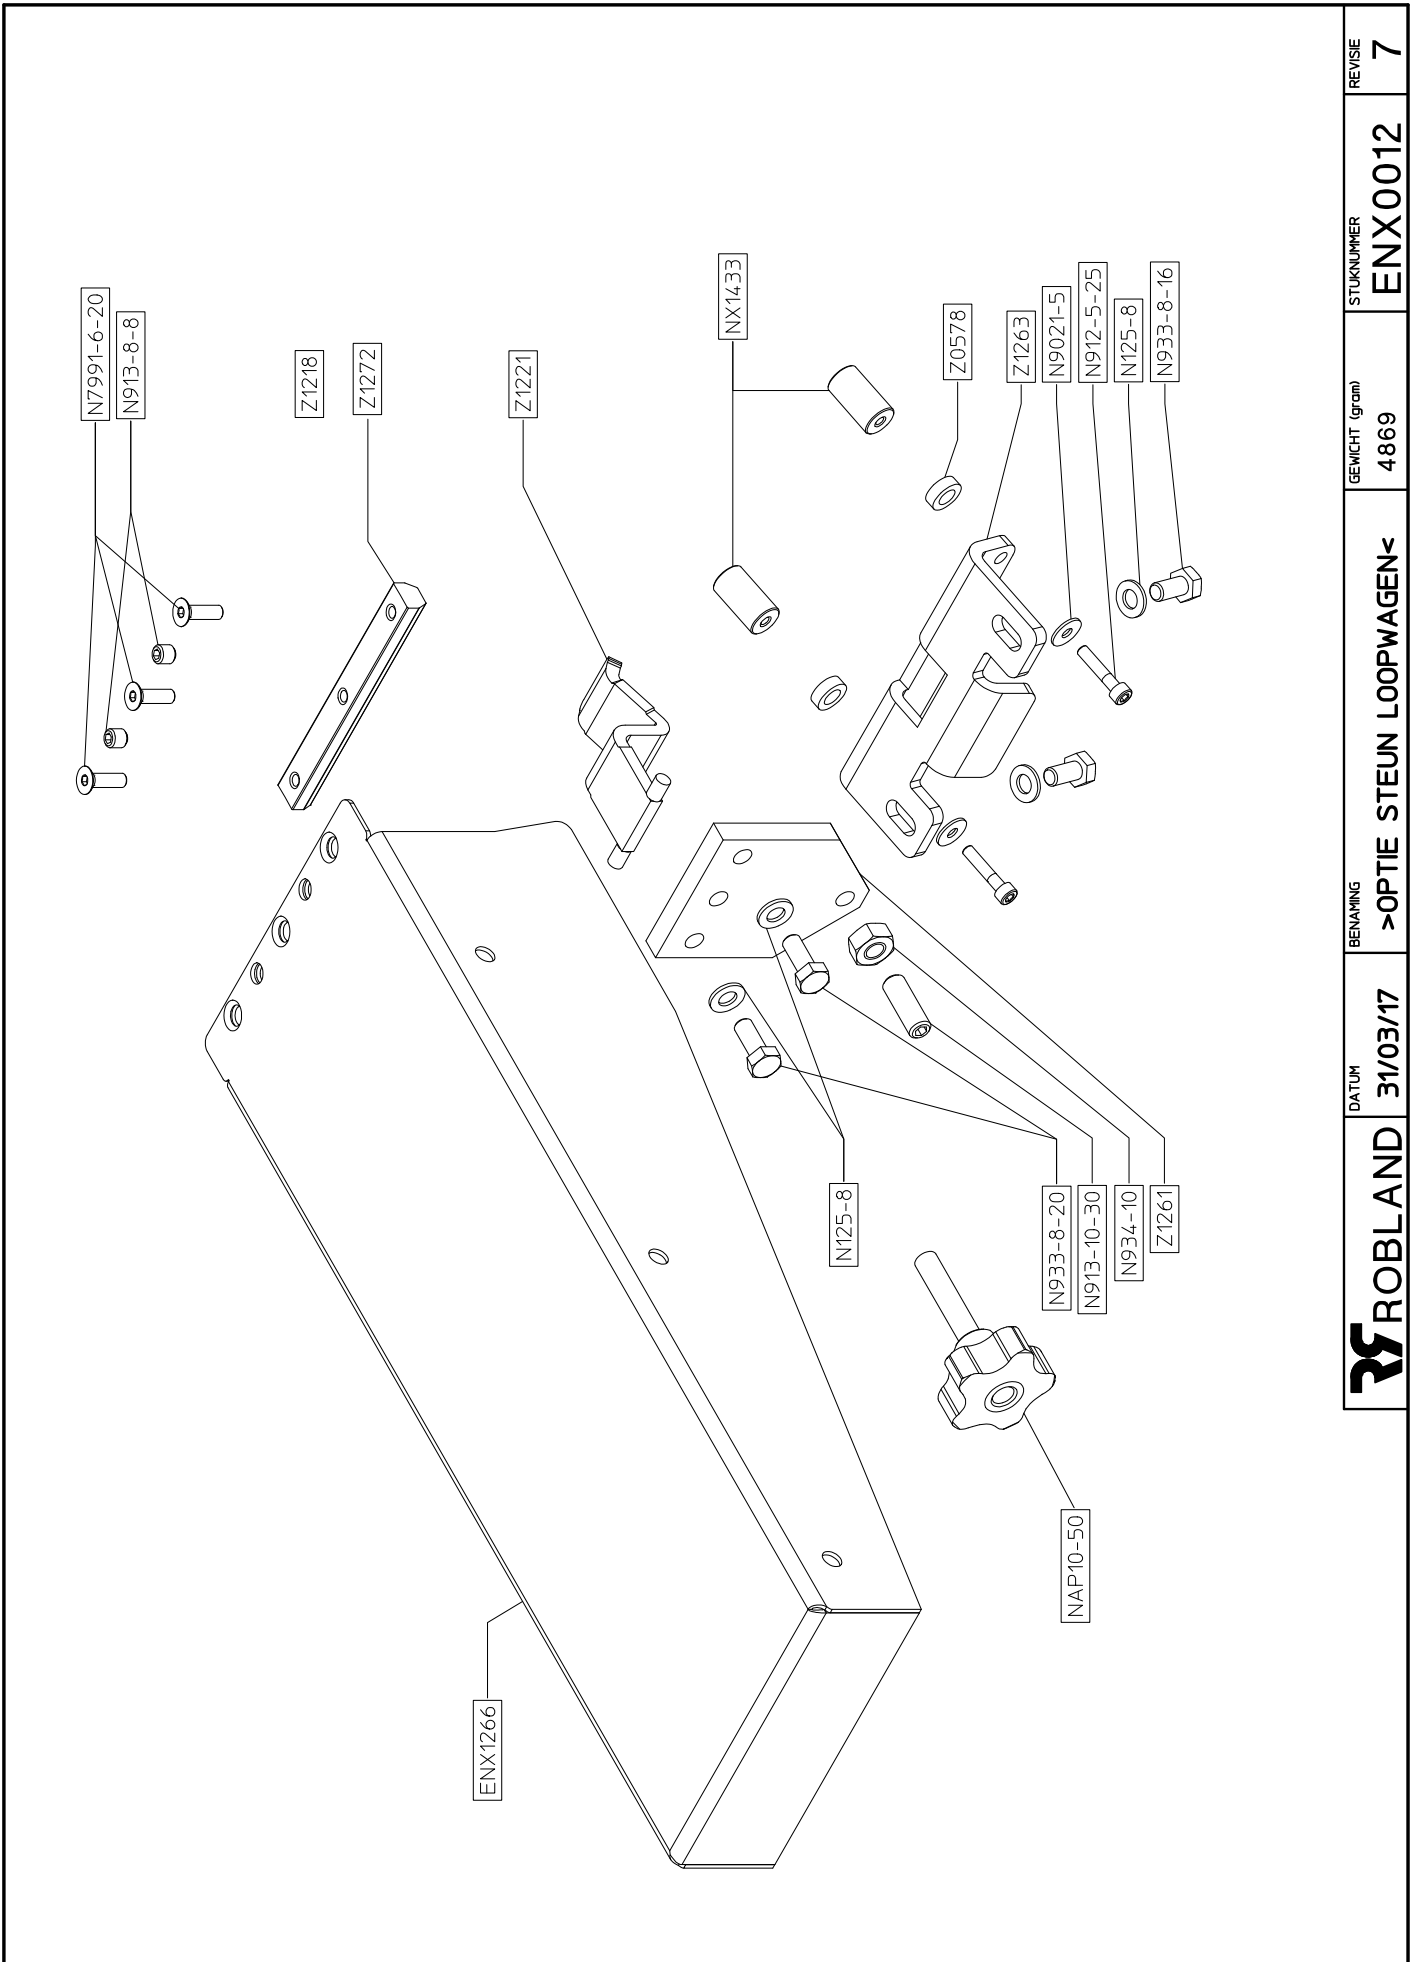 N7991-6-20
N913-8-8
Z1218
Z1272
Z1221
NX1433
Z0578
Z1263
N9021-5
N912-5-25
N125-8
N933-8-16
ENX1266
N125-8
N933-8-20
N913-10-30
N934-10
Z1261
NAP10-50
ROBLAND
DATUM
31/03/17
BENAMING
>OPTIE STEUN LOOPWAGEN<
GEWICHT (gram)
4869
STUKNUMMER
ENX0012
REVISIE
7